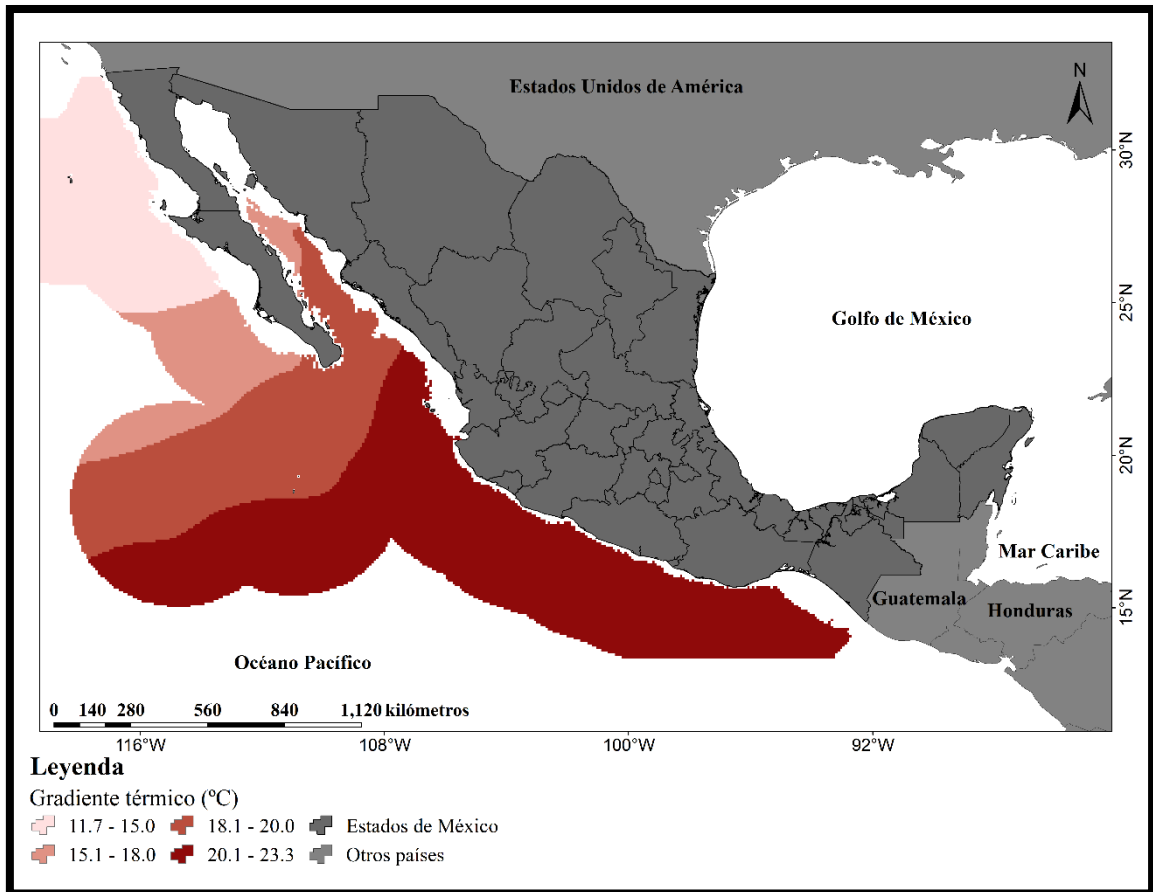 Estados Unidos de América
N
30°N
25°N
Golfo de México
20°N
Mar Caribe
Guatemala
Honduras
15°N
Océano Pacífico
0 140 280 560 840 1,120 kilómetros
116°W 108°W 100°W 92°W
Leyenda
Gradiente térmico (ºC)
11.7 - 15.0 18.1 - 20.0 Estados de México
15.1 - 18.0 20.1 - 23.3 Otros países